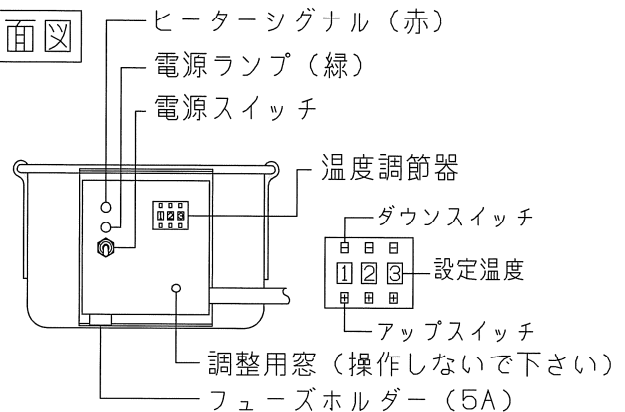 面図
ヒーターシグナル（赤）
電源ランプ（緑）
電源スイッチ
温度調節器
1 2 3
ダウンスイッチ
1 2 3
設定温度
アップスイッチ
調整用窓（操作しないで下さい）
フューズホルダー（5A）